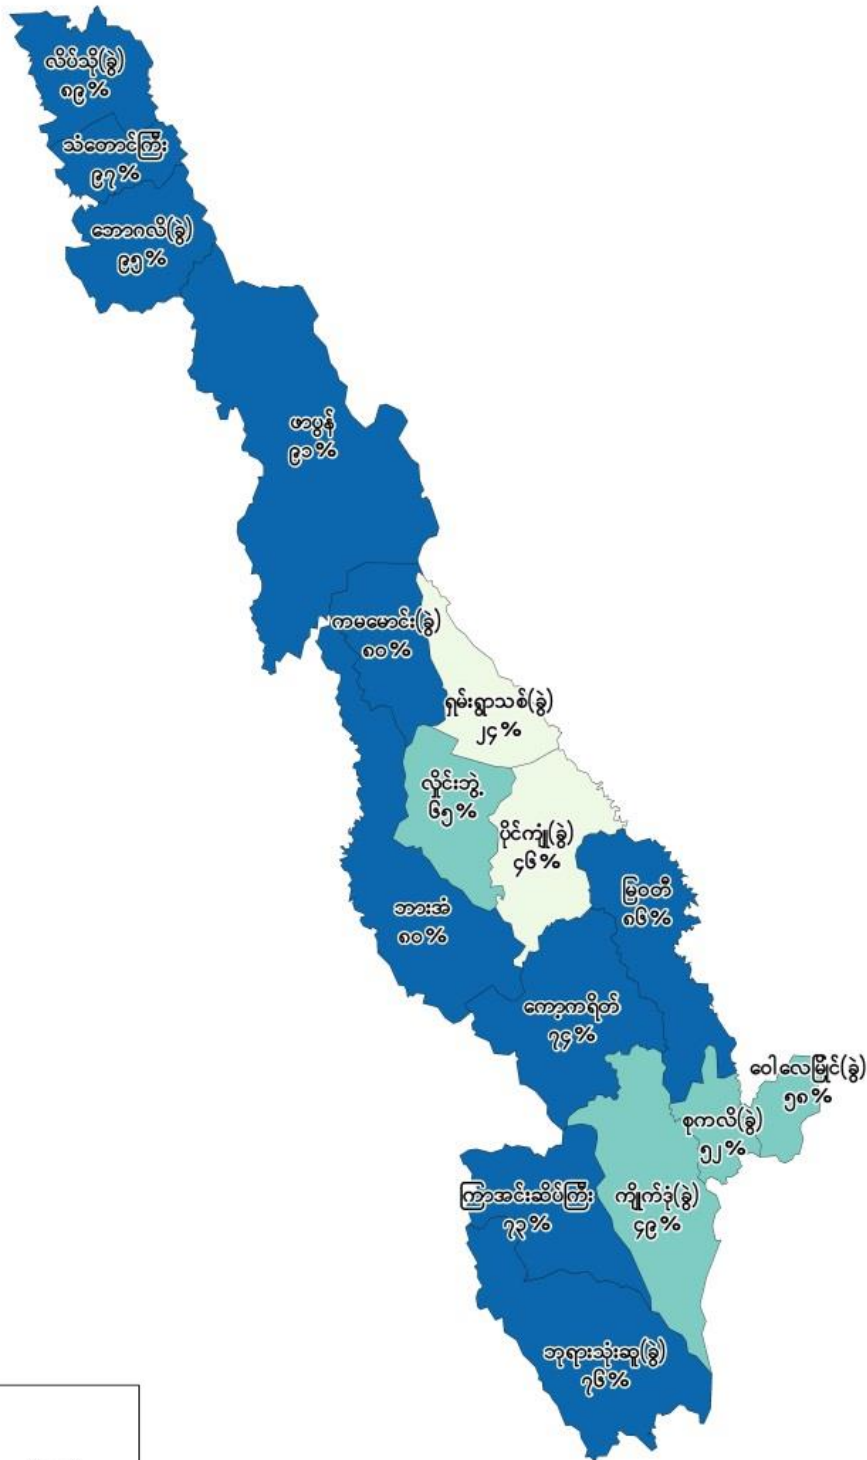 လိပ်သို(ခွဲ)
၈၉%
သံတောင်ကြီး
၉၇%
ဘောဂလိ(ခွဲ)
၉၅%
ဖာပွန်
၉၁%
ကမမောင်း(ခွဲ)
၈၀%
ရှမ်းရွာသစ်(ခွဲ)
၂၄%
လှိုင်းဘွဲ့
၆၅%
ပိုင်ကျုံ(ခွဲ)
၄၆%
မြဝတီ
၈၆%
ဘားအံ
၈၀%
ကော့ကရိတ်
၇၄%
ဝေါလေမြိုင်(ခွဲ)
၅၈%
စုကလိ(ခွဲ)
၅၂%
ကြာအင်းဆိပ်ကြီး
၇၃%
ကျိုက်ဒုံ(ခွဲ)
၄၉%
ဘုရားသုံးဆူ(ခွဲ)
၇၆%